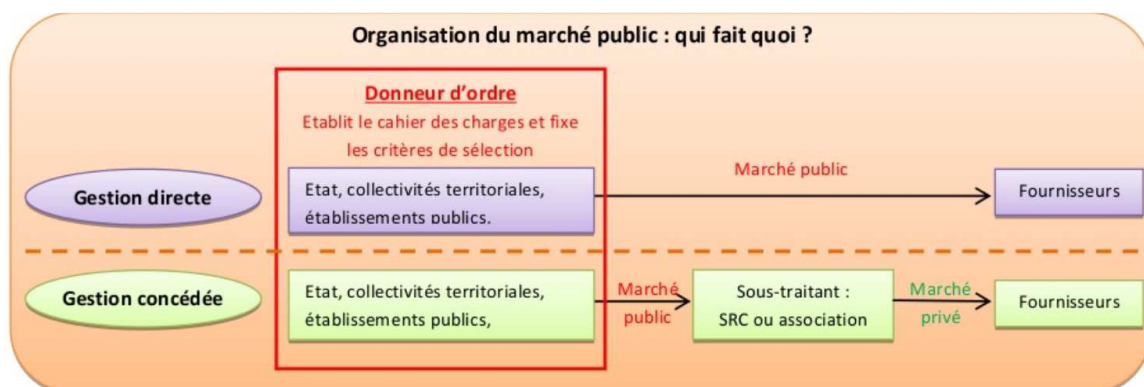 Organisation du marché public : qui fait quoi ?
Donneur d'ordre
Etablit le cahier des charges et fixe
les critères de sélection
Gestion directe
Etat, collectivités territoriales,
établissements publics.
Marché public
Fournisseurs
Gestion concédée
Etat, collectivités territoriales,
établissements publics,
Marché
public
Sous-traitant :
SRC ou association
Marché
privé
Fournisseurs